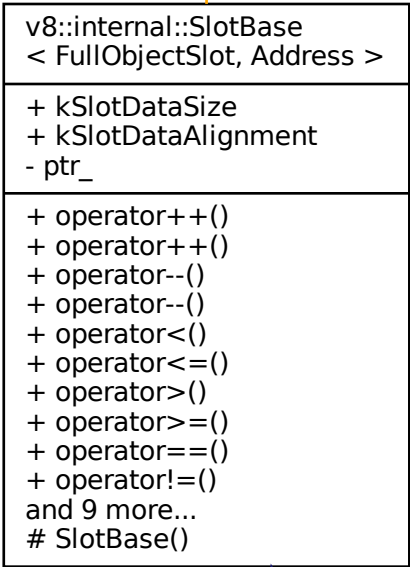 v8::internal::SlotBase
< FullObjectSlot, Address >
+ kSlotDataSize
+ kSlotDataAlignment
- ptr_
+ operator++()
+ operator++()
+ operator--()
+ operator--()
+ operator<()
+ operator<=()
+ operator>()
+ operator>=()
+ operator==()
+ operator!=()
and 9 more...
# SlotBase()